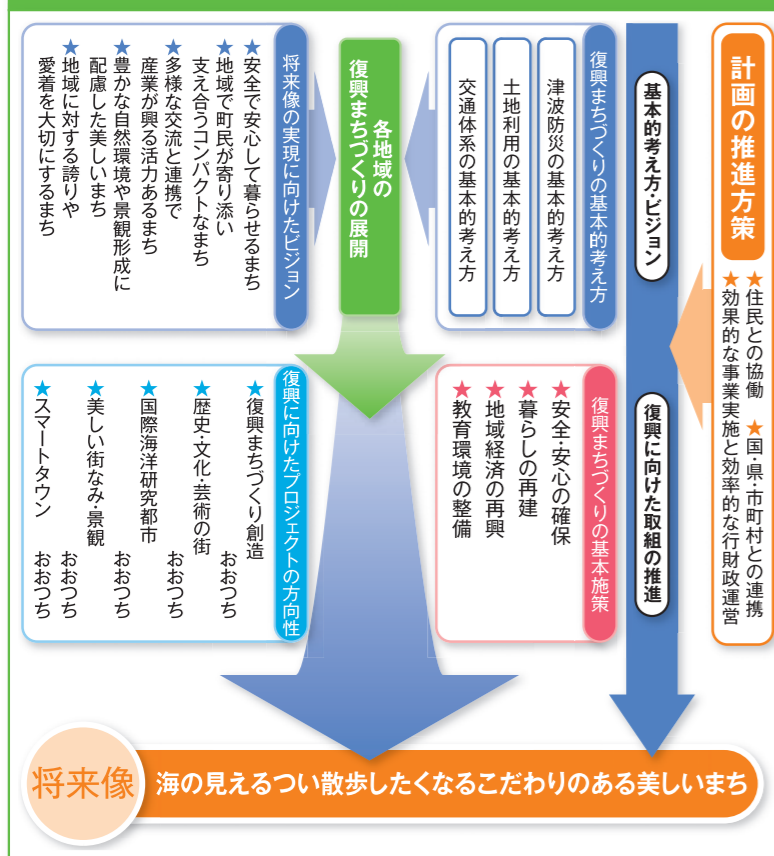 計画の推進方策
★住民との協働　★国・県・市町村との連携
★効果的な事業実施と効率的な行財政運営
基本的考え方・ビジョン
復興に向けた取組の推進
復興まちづくりの基本的考え方
津波防災の基本的考え方
土地利用の基本的考え方
交通体系の基本的考え方
各地域の
復興まちづくりの展開
将来像の実現に向けたビジョン
★安全で安心して暮らせるまち
★地域で町民が寄り添い
支え合うコンパクトなまち
★多様な交流と連携で
産業が興る活力あるまち
★豊かな自然環境や景観形成に
配慮した美しいまち
★地域に対する誇りや
愛着を大切にするまち
復興まちづくりの基本施策
★安全・安心の確保
★暮らしの再建
★地域経済の再興
★教育環境の整備
復興に向けたプロジェクトの方向性
★復興まちづくり創造
おおつち
★歴史・文化・芸術の街
おおつち
★国際海洋研究都市
おおつち
★美しい街なみ・景観
おおつち
★スマートタウン
おおつち
将来像
海の見えるつい散歩したくなるこだわりのある美しいまち